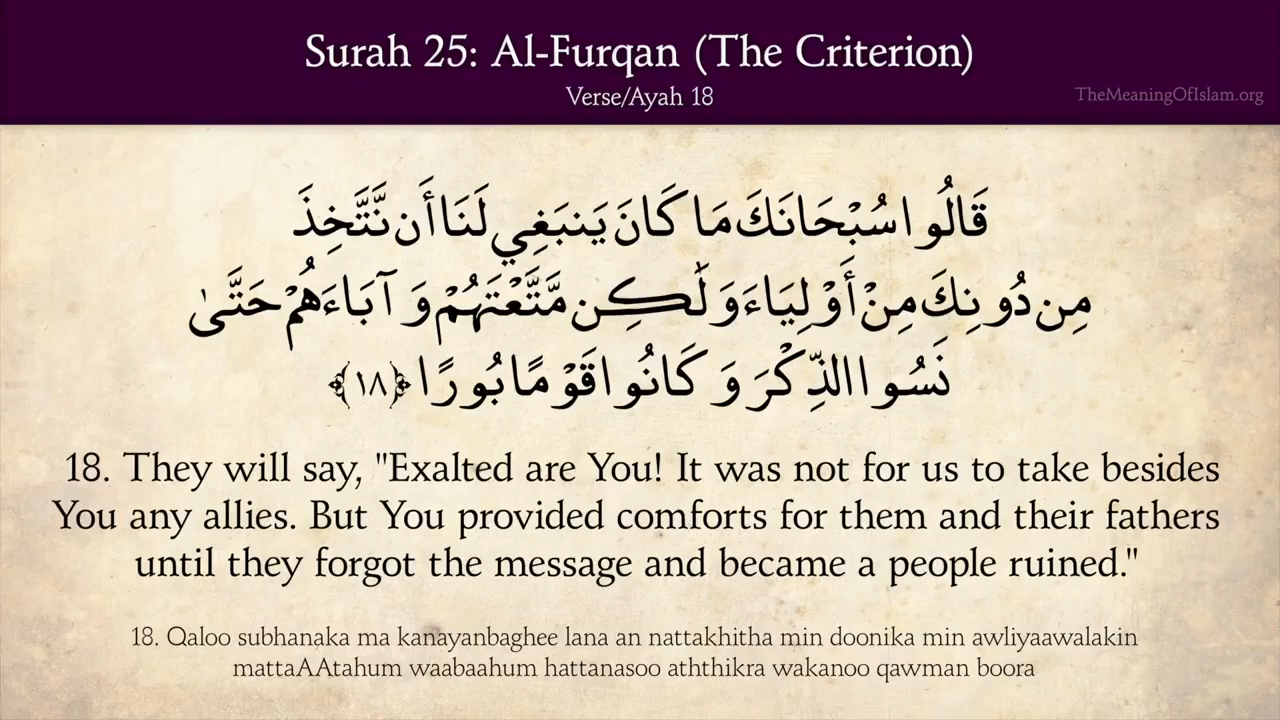 Surah 25: Al-Furqan (The Criterion)
Verse/Ayah 18
TheMeaningOfIslam.org
قَالُوا سُبْحَانَكَ مَا كَانَ يَنبَغِي لَنَا أَن نَّتَّخِذَ
مِن دُونِكَ مِنْ أَوْلِيَاءَ وَلَٰكِن مَّتَّعْتَهُمْ وَآبَاءَهُمْ حَتَّىٰ
نَسُوا الذِّكْرَ وَكَانُوا قَوْمًا بُورًا ﴿١٨﴾
18. They will say, "Exalted are You! It was not for us to take besides
You any allies. But You provided comforts for them and their fathers
until they forgot the message and became a people ruined."
18. Qaloo subhanaka ma kanayanbaghee lana an nattakhitha min doonika min awliyaawalakin
mattaAAtahum waabaahum hattanasoo aththikra wakanoo qawman boora